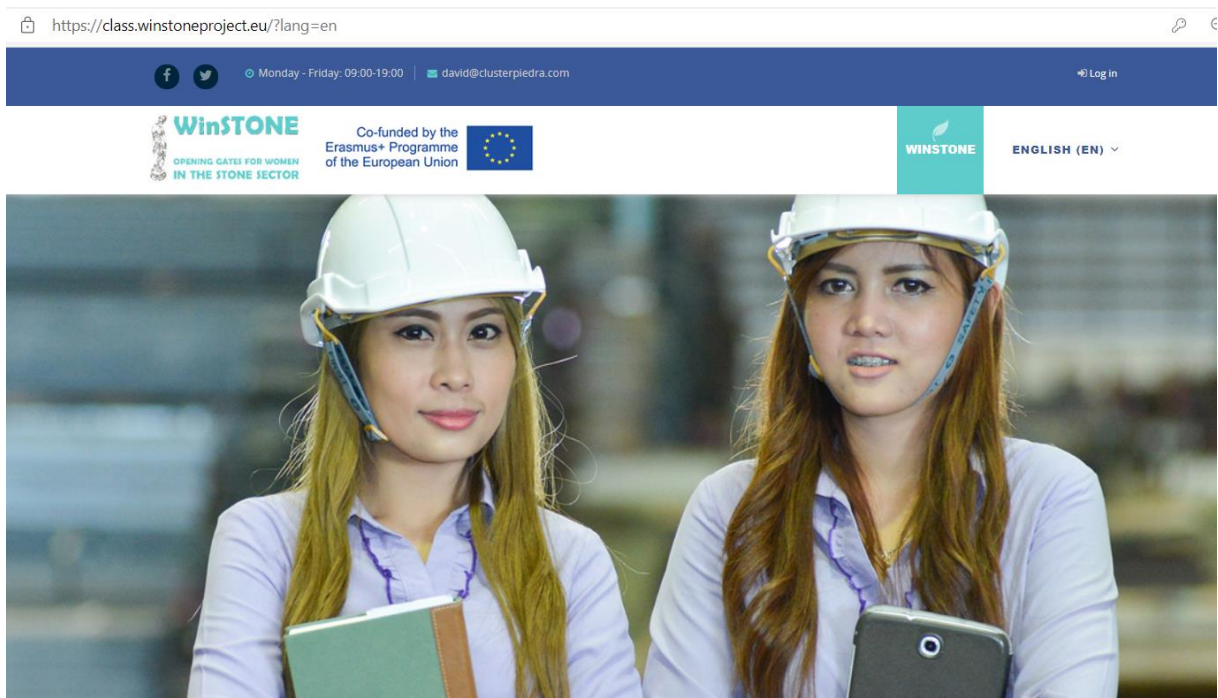 https://class.winstoneproject.eu/?lang=en
Monday - Friday: 09:00-19:00
david@clusterpiedra.com
Log in
WinSTONE
OPENING GATES FOR WOMEN
IN THE STONE SECTOR
Co-funded by the
Erasmus+ Programme
of the European Union
WINSTONE
ENGLISH (EN)